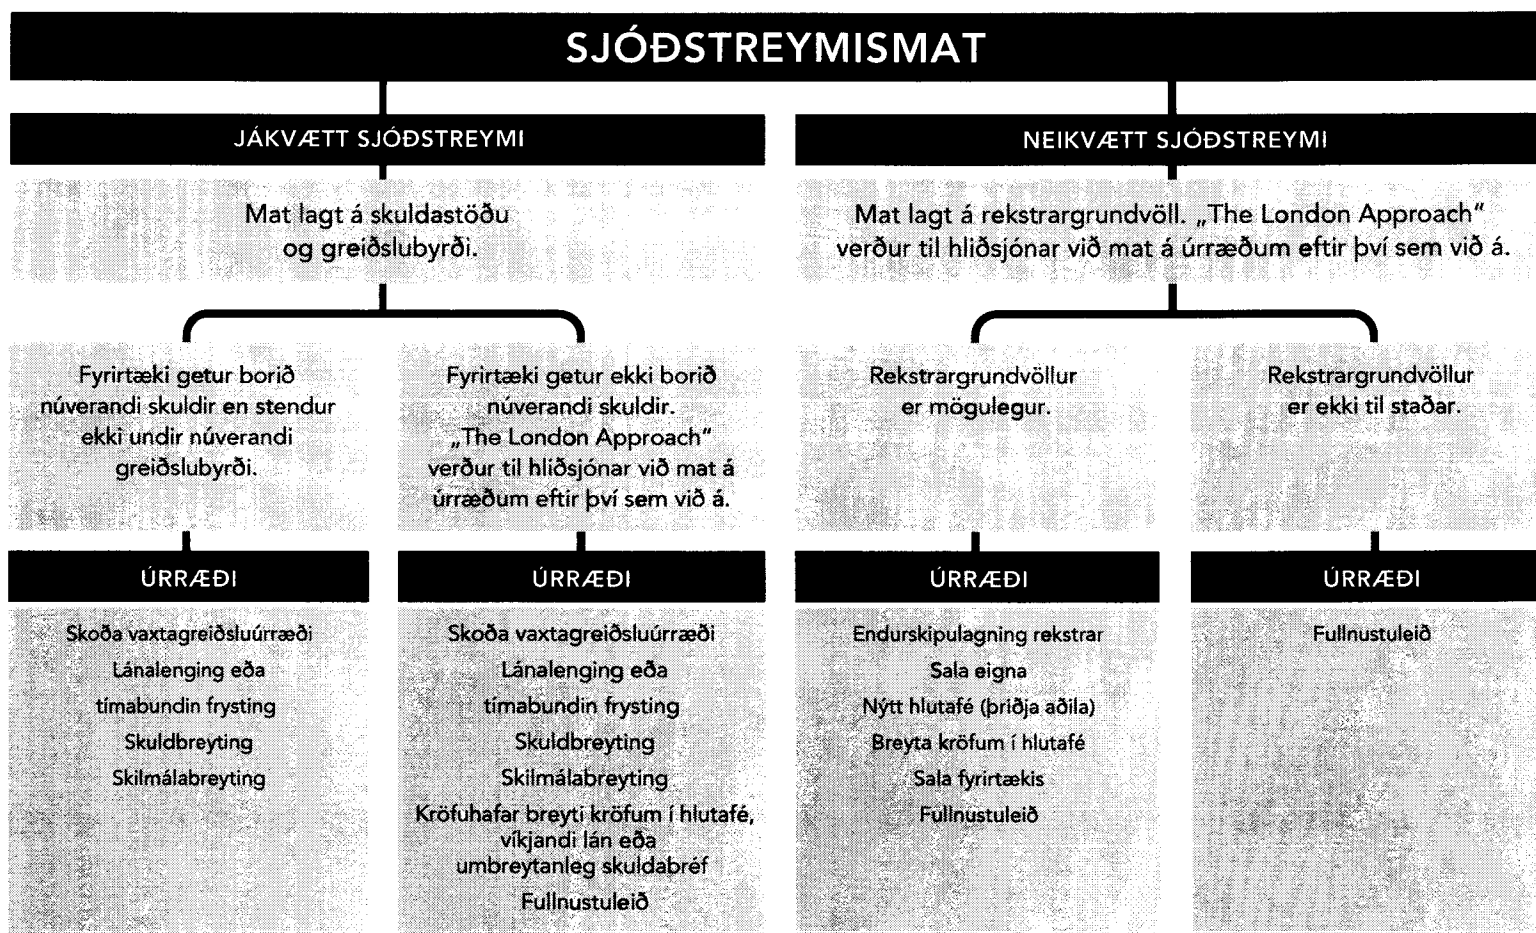 SJÓÐSTREYMISMAT
JÁKVÆTT SJÓÐSTREYMI
Mat lagt á skuldastöðu
og greiðslubyrði.
Fyrirtæki getur borið
núverandi skuldir en stendur
ekki undir núverandi
greiðslubyrði.
ÚRRÆÐI
Skoða vaxtagreiðsluúrræði
Lánalenging eða
tímabundin frysting
Skuldbreyting
Skilmálabreyting
Fyrirtæki getur ekki borið
núverandi skuldir.
„The London Approach“
verður til hliðsjónar við mat á
úrræðum eftir því sem við á.
ÚRRÆÐI
Skoða vaxtagreiðsluúrræði
Lánalenging eða
tímabundin frysting
Skuldbreyting
Skilmálabreyting
Kröfuhafar breyti kröfum í hlutafé,
víkjandi lán eða
umbreytanleg skuldabréf
Fullnustuleið
NEIKVÆTT SJÓÐSTREYMI
Mat lagt á rekstrargrundvöll. „The London Approach“
verður til hliðsjónar við mat á úrræðum eftir því sem við á.
Rekstrargrundvöllur
er mögulegur.
ÚRRÆÐI
Endurskipulagning rekstrar
Sala eigna
Nýtt hlutafé (þriðja aðila)
Breyta kröfum í hlutafé
Sala fyrirtækis
Fullnustuleið
Rekstrargrundvöllur
er ekki til staðar.
ÚRRÆÐI
Fullnustuleið